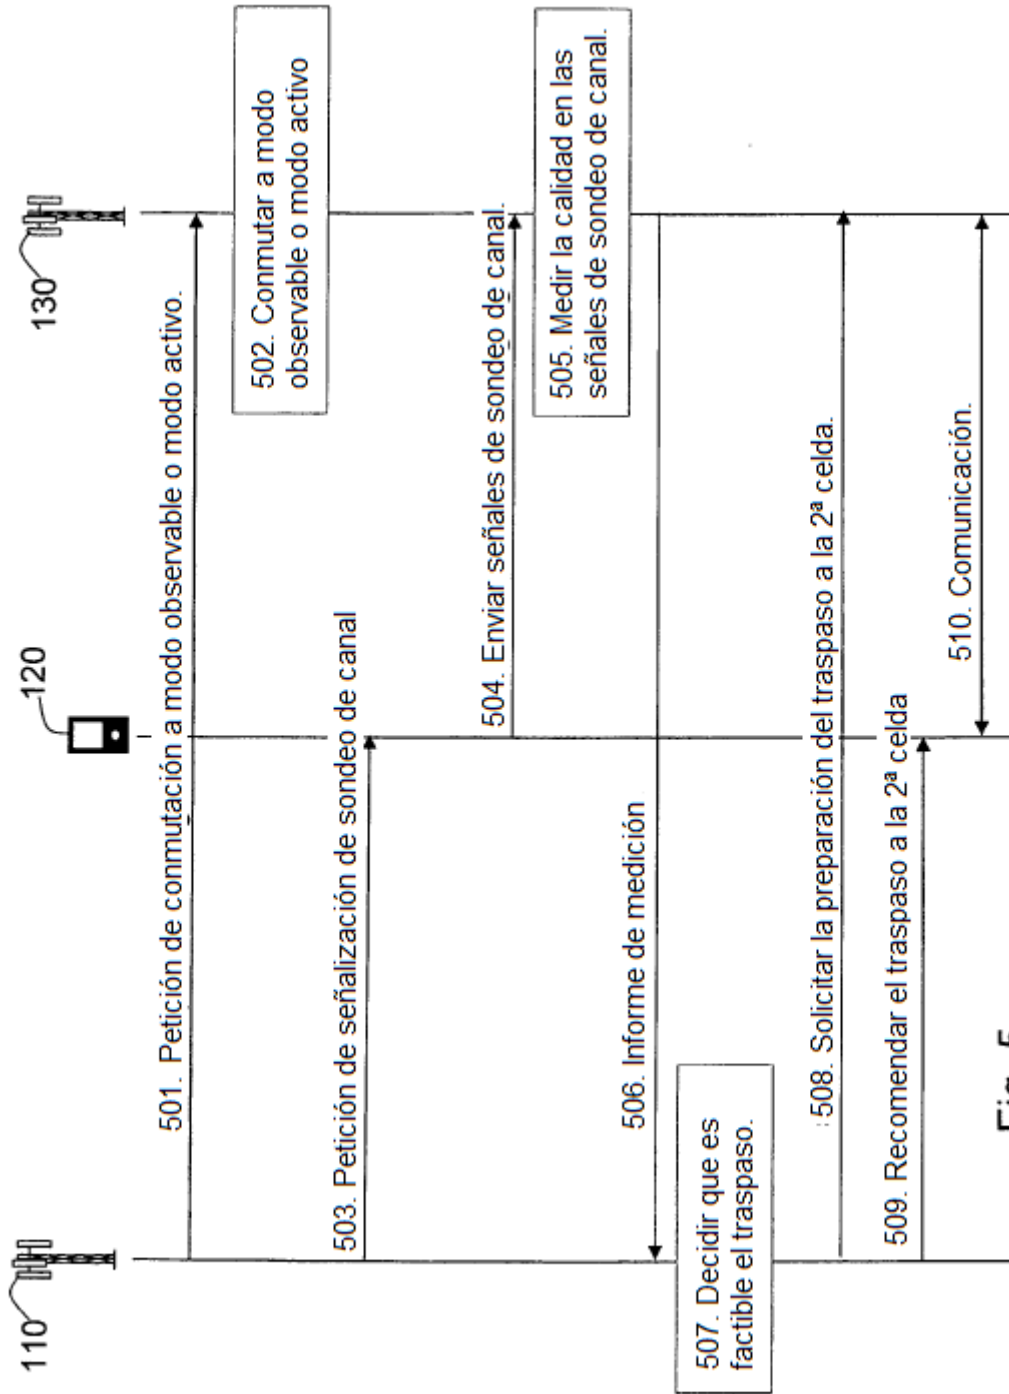 110
120
130
501. Petición de conmutación a modo observable o modo activo.
502. Conmutar a modo
observable o modo activo
503. Petición de señalización de sondeo de canal
504. Enviar señales de sondeo de canal.
505. Medir la calidad en las
señales de sondeo de canal.
506. Informe de medición
507. Decidir que es
factible el traspaso.
508. Solicitar la preparación del traspaso a la 2ª celda.
509. Recomendar el traspaso a la 2ª celda
510. Comunicación.